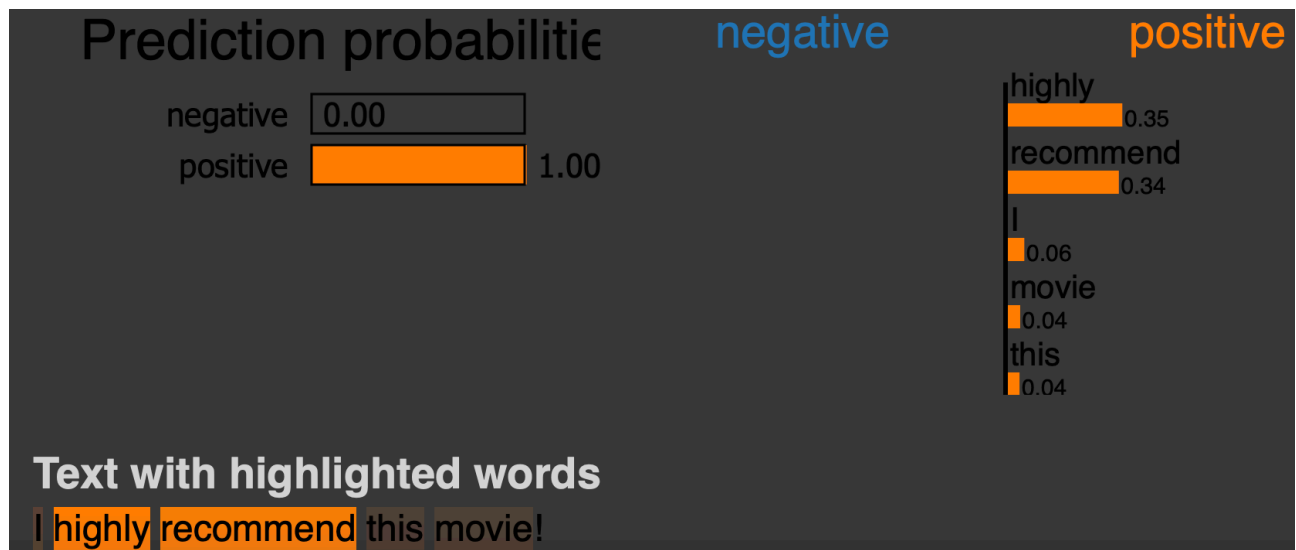 Prediction probabilitie
negative 0.00
positive 1.00
negative positive
highly
0.35
recommend
0.34
I
0.06
movie
0.04
this
0.04
Text with highlighted words
I highly recommend this movie!